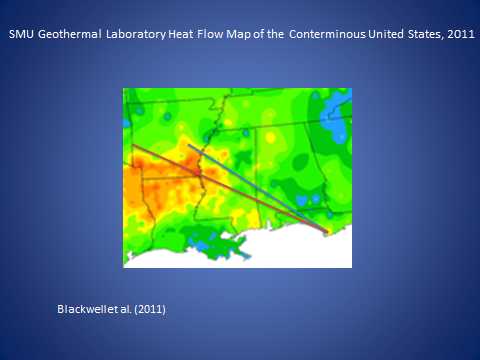 SMU Geothermal Laboratory Heat Flow Map of the Conterminous United States, 2011
Blackwell et al. (2011)